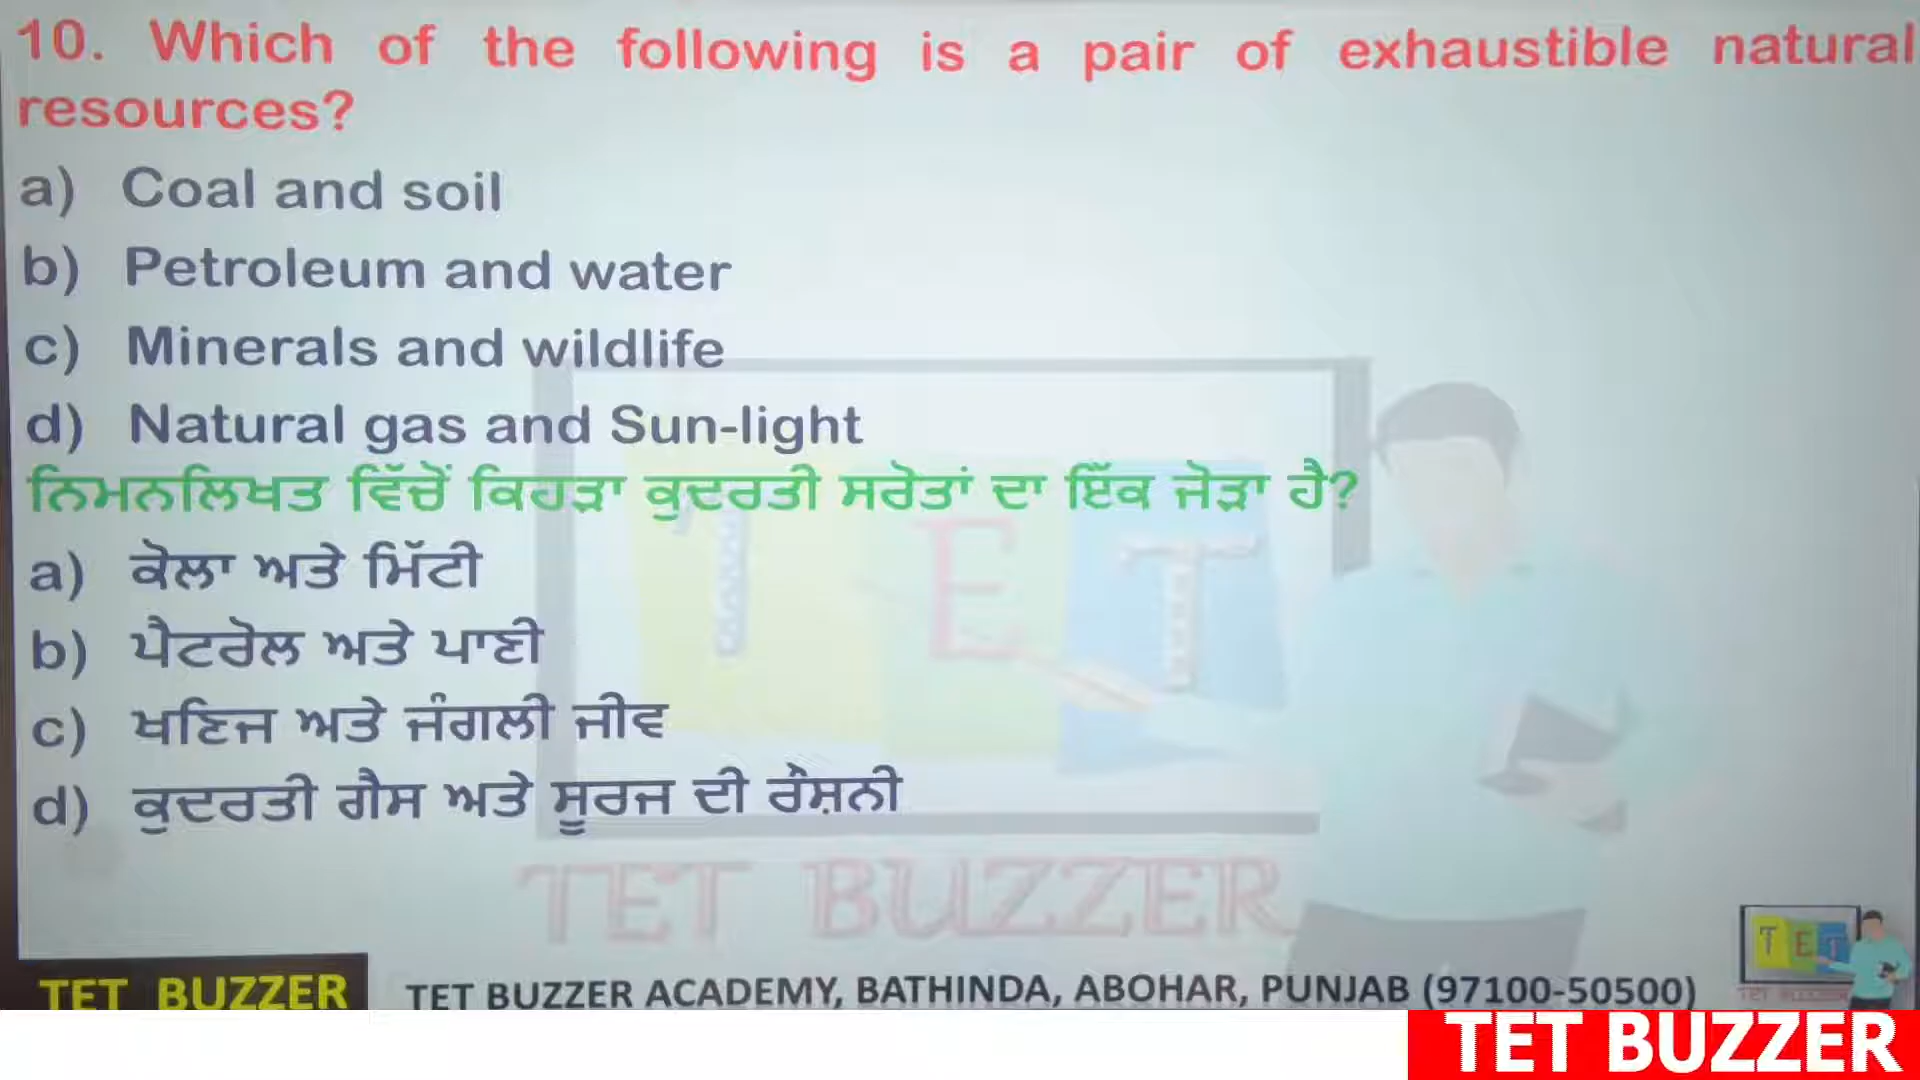 10. Which of the following is a pair of exhaustible natural
resources?
a) Coal and soil
b) Petroleum and water
c) Minerals and wildlife
d) Natural gas and Sun-light
ਨਿਮਨਲਿਖਤ ਵਿੱਚੋਂ ਕਿਹੜਾ ਕੁਦਰਤੀ ਸਰੋਤਾਂ ਦਾ ਇੱਕ ਜੋੜਾ ਹੈ?
a) ਕੋਲਾ ਅਤੇ ਮਿੱਟੀ
b) ਪੈਟਰੋਲ ਅਤੇ ਪਾਣੀ
c) ਖਣਿਜ ਅਤੇ ਜੰਗਲੀ ਜੀਵ
d) ਕੁਦਰਤੀ ਗੈਸ ਅਤੇ ਸੂਰਜ ਦੀ ਰੌਸ਼ਨੀ
T E T
TET BUZZER
TET BUZZER
TET BUZZER ACADEMY, BATHINDA, ABOHAR, PUNJAB (97100-50500)
T E T
TET BUZZER
TET BUZZER